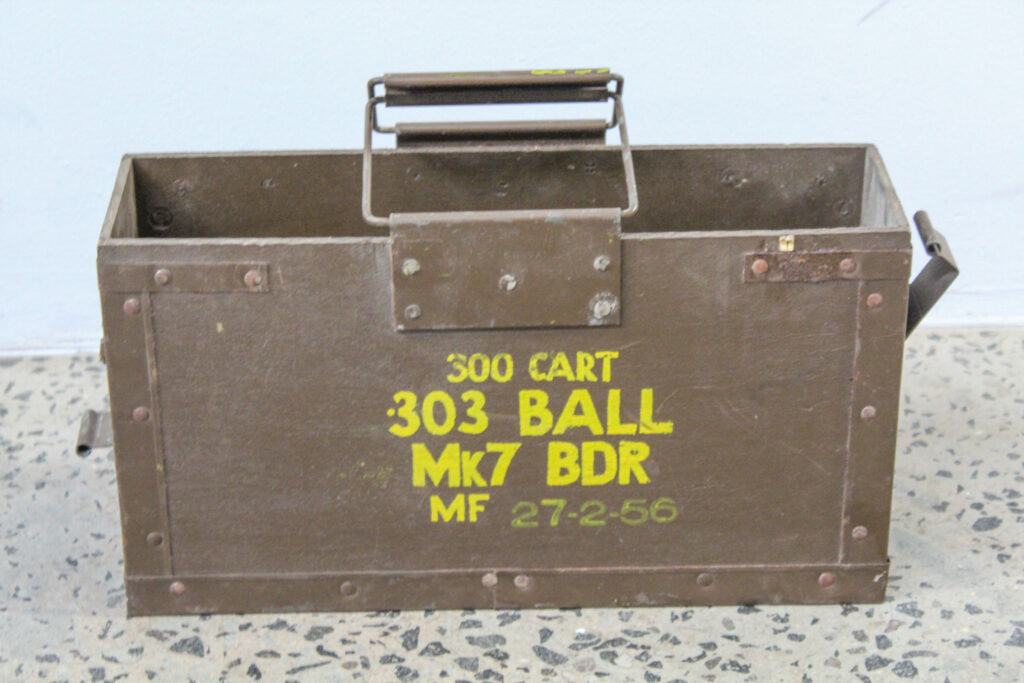 300 CART
.303 BALL
Mk7 BDR
MF 27-2-56